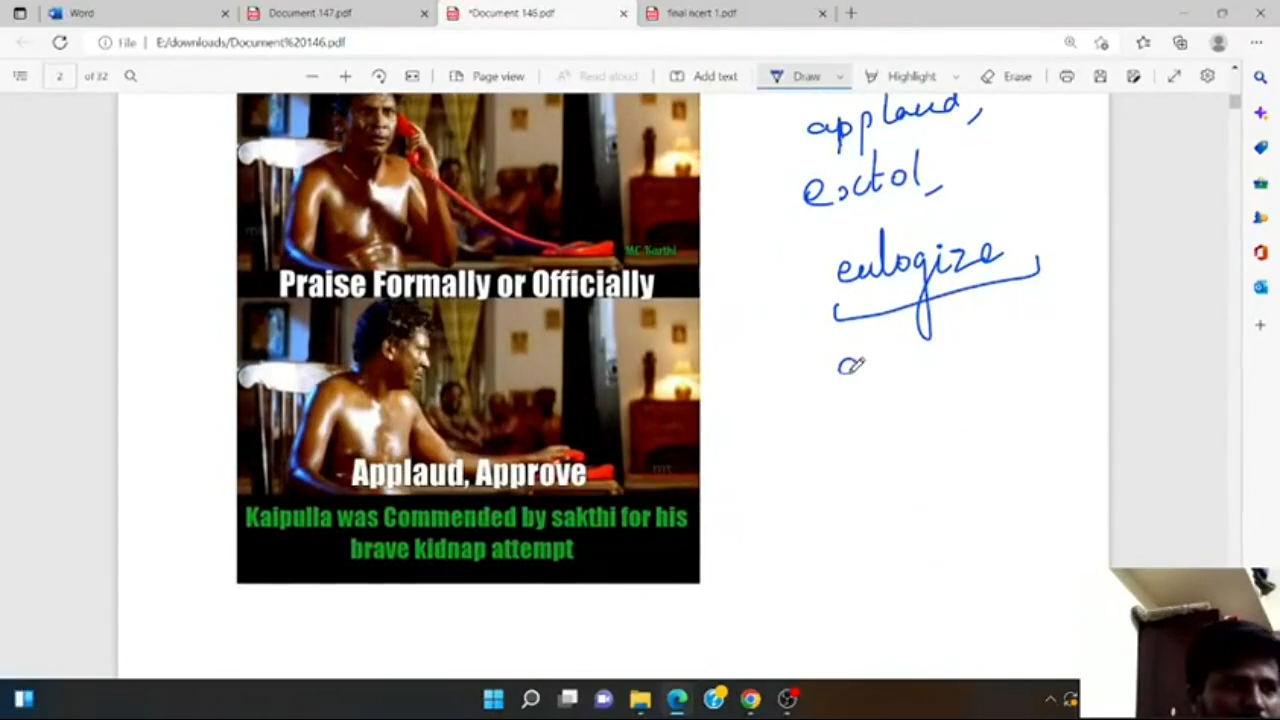 Word
Document 147.pdf
*Document 146.pdf
final ncert 1.pdf
File
E:/downloads/Document%20146.pdf
2
of 32
Page view
Read aloud
Add text
Draw
Highlight
Erase
MC Karthi
Praise Formally or Officially
Applaud, Approve
Kaipulla was Commended by sakthi for his
brave kidnap attempt
applaud,
extol,
eulogize